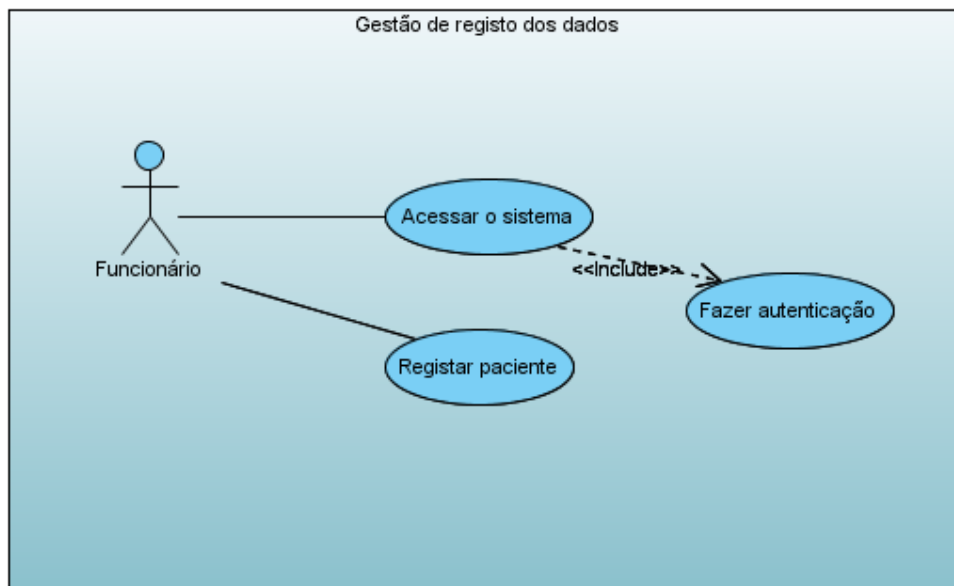 Gestão de registo dos dados
Acessar o sistema
Funcionário
<<Include>>
Fazer autenticação
Registar paciente